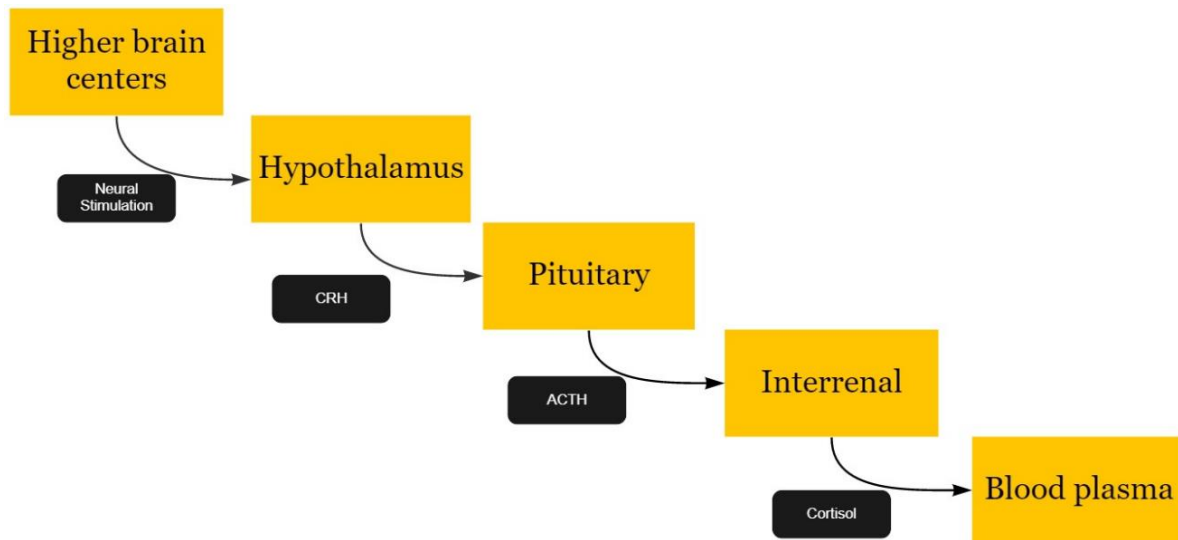 Higher brain
centers
Neural
Stimulation
Hypothalamus
CRH
Pituitary
ACTH
Interrenal
Cortisol
Blood plasma